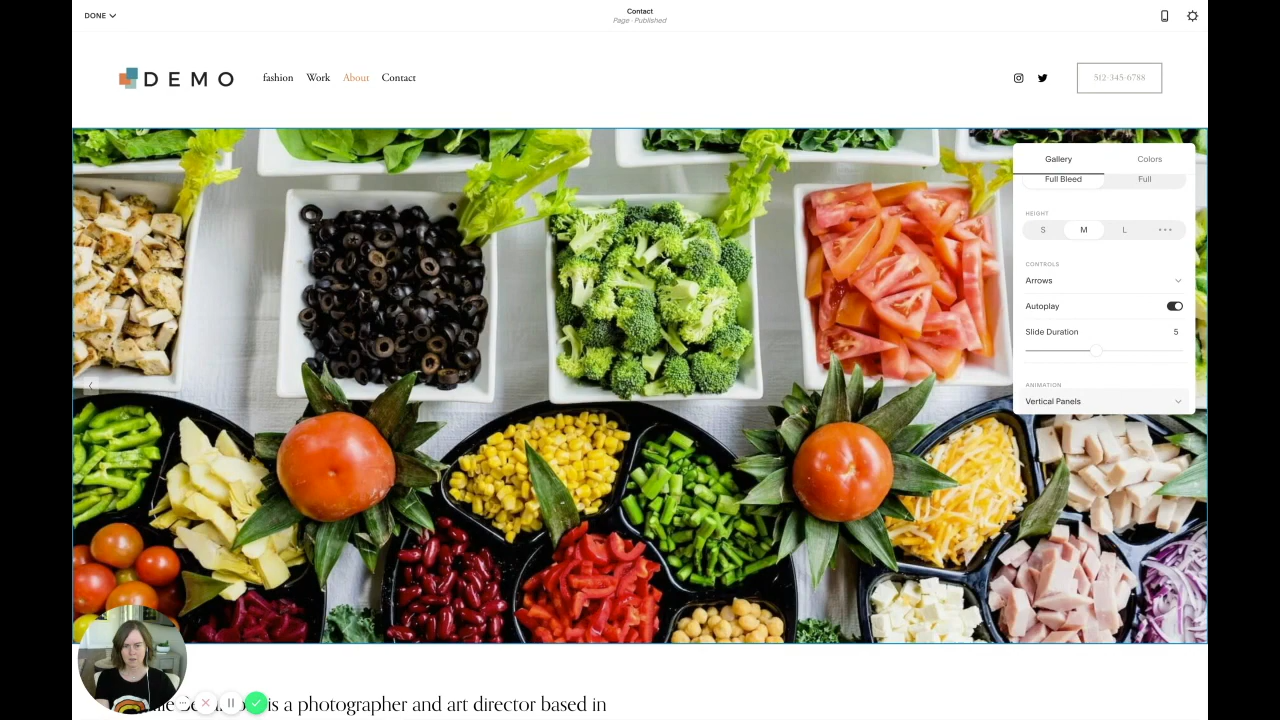 DONE
Contact
Page · Published
DEMO
fashion Work About Contact
512-345-6788
Gallery Colors
Full Bleed Full
HEIGHT
S M L
CONTROLS
Arrows
Autoplay
Slide Duration 5
ANIMATION
Vertical Panels
is a photographer and art director based in